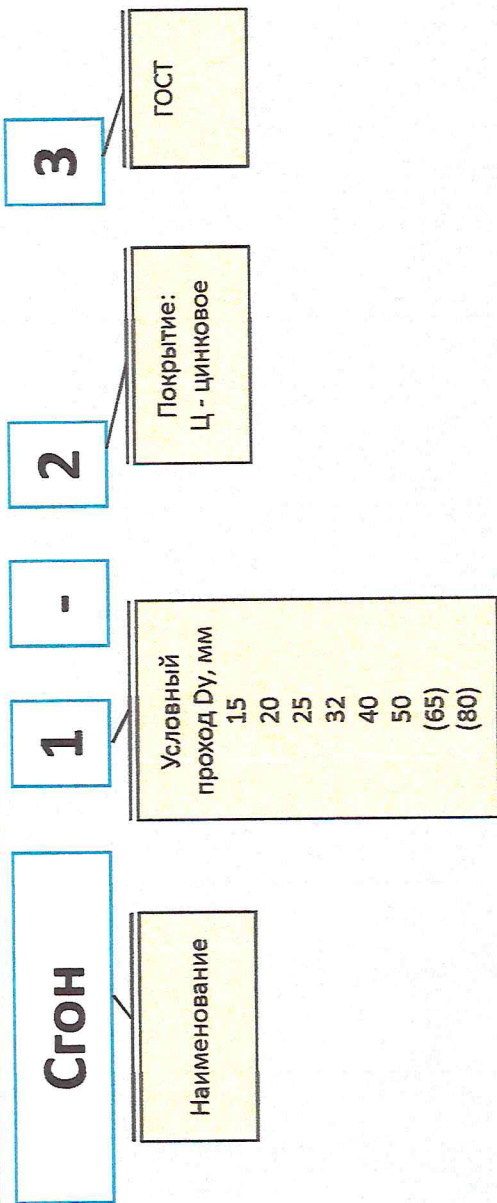 Сгон
1
-
2
3
Наименование
Условный
проход Dу, мм
15
20
25
32
40
50
(65)
(80)
Покрытие:
Ц - цинковое
ГОСТ